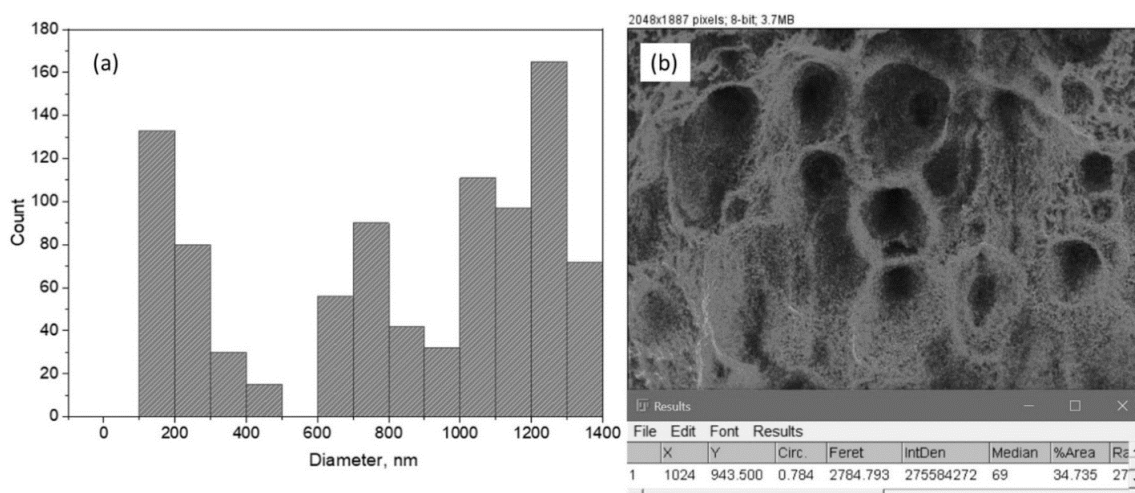 2048x1887 pixels; 8-bit; 3.7MB
(a)
180
160
140
120
100
80
60
40
20
0
Count
0 200 400 600 800 1000 1200 1400
Diameter, nm
(b)
Results
File Edit Font Results
X Y Circ. Feret IntDen Median %Area
1 1024 943.500 0.784 2784.793 275584272 69 34.735